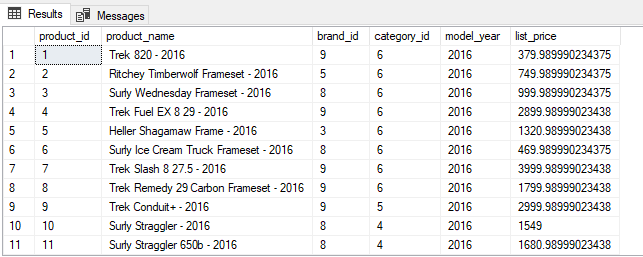 Results Messages
product_id product_name brand_id category_id model_year list_price
1 1 Trek 820 - 2016 9 6 2016 379.989990234375
2 2 Ritchey Timberwolf Frameset - 2016 5 6 2016 749.989990234375
3 3 Surly Wednesday Frameset - 2016 8 6 2016 999.989990234375
4 4 Trek Fuel EX 8 29 - 2016 9 6 2016 2899.98999023438
5 5 Heller Shagamaw Frame - 2016 3 6 2016 1320.98999023438
6 6 Surly Ice Cream Truck Frameset - 2016 8 6 2016 469.989990234375
7 7 Trek Slash 8 27.5 - 2016 9 6 2016 3999.98999023438
8 8 Trek Remedy 29 Carbon Frameset - 2016 9 6 2016 1799.98999023438
9 9 Trek Conduit+ - 2016 9 5 2016 2999.98999023438
10 10 Surly Straggler - 2016 8 4 2016 1549
11 11 Surly Straggler 650b - 2016 8 4 2016 1680.98999023438